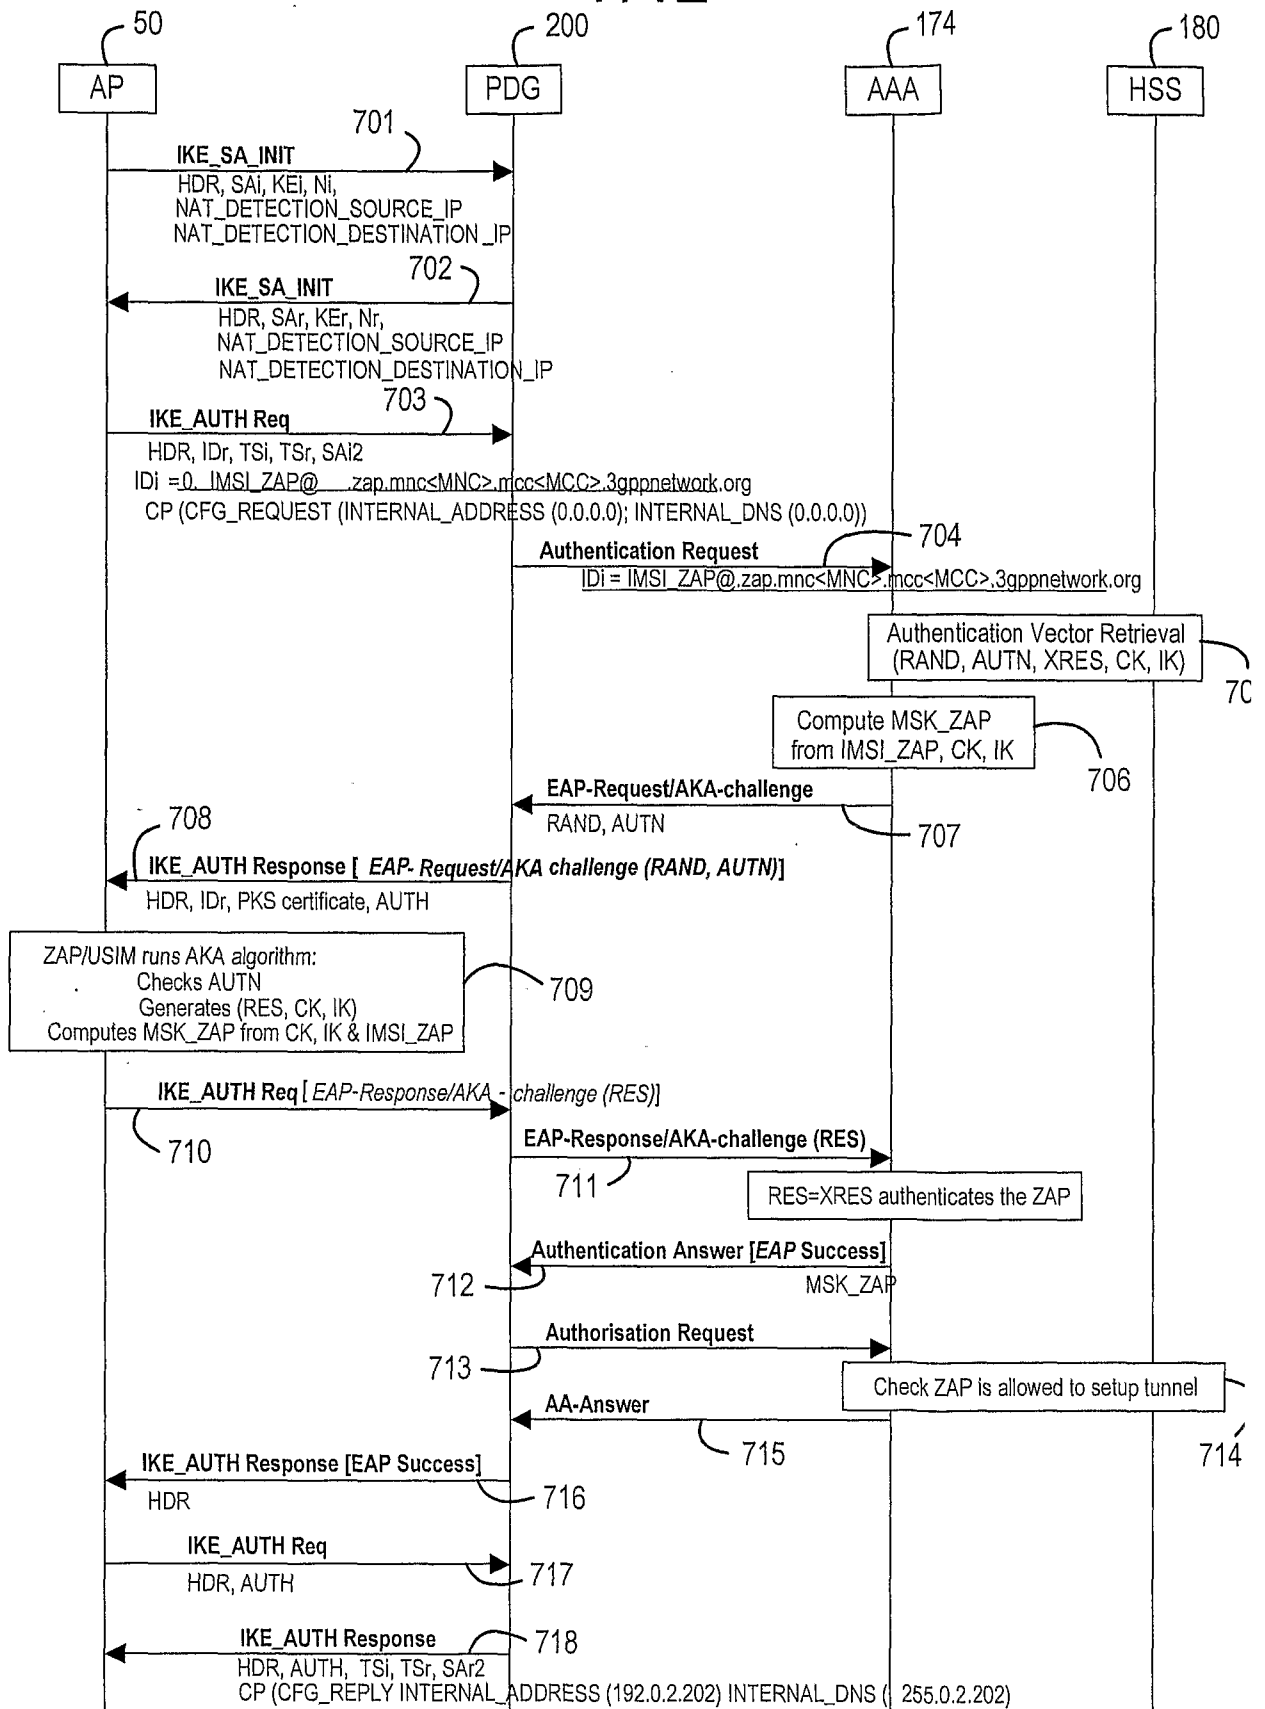 50
200
174
180
AP
PDG
AAA
HSS
701
IKE_SA_INIT
HDR, SAi, KEi, Ni,
NAT_DETECTION_SOURCE_IP
NAT_DETECTION_DESTINATION _IP
702
IKE_SA_INIT
HDR, SAr, KEr, Nr,
NAT_DETECTION_SOURCE_IP
NAT_DETECTION_DESTINATION_IP
703
IKE_AUTH Req
HDR, IDr, TSi, TSr, SAi2
IDi =0. IMSI_ZAP@ .zap.mnc<MNC>.mcc<MCC>.3gppnetwork.org
CP (CFG_REQUEST (INTERNAL_ADDRESS (0.0.0.0); INTERNAL_DNS (0.0.0.0))
704
Authentication Request
IDi = IMSI_ZAP@.zap.mnc<MNC>.mcc<MCC>.3gppnetwork.org
Authentication Vector Retrieval
(RAND, AUTN, XRES, CK, IK)
70
Compute MSK_ZAP
from IMSI_ZAP, CK, IK
706
EAP-Request/AKA-challenge
RAND, AUTN
707
708
IKE_AUTH Response [ EAP- Request/AKA challenge (RAND, AUTN)]
HDR, IDr, PKS certificate, AUTH
ZAP/USIM runs AKA algorithm:
Checks AUTN
Generates (RES, CK, IK)
Computes MSK_ZAP from CK, IK & IMSI_ZAP
709
IKE_AUTH Req [ EAP-Response/AKA - challenge (RES)]
710
EAP-Response/AKA-challenge (RES)
711
RES=XRES authenticates the ZAP
Authentication Answer [EAP Success]
712
MSK_ZAP
Authorisation Request
713
Check ZAP is allowed to setup tunnel
714
AA-Answer
715
IKE_AUTH Response [EAP Success]
HDR
716
IKE_AUTH Req
HDR, AUTH
717
IKE_AUTH Response
718
HDR, AUTH, TSi, TSr, SAr2
CP (CFG_REPLY INTERNAL_ADDRESS (192.0.2.202) INTERNAL_DNS ( 255.0.2.202)